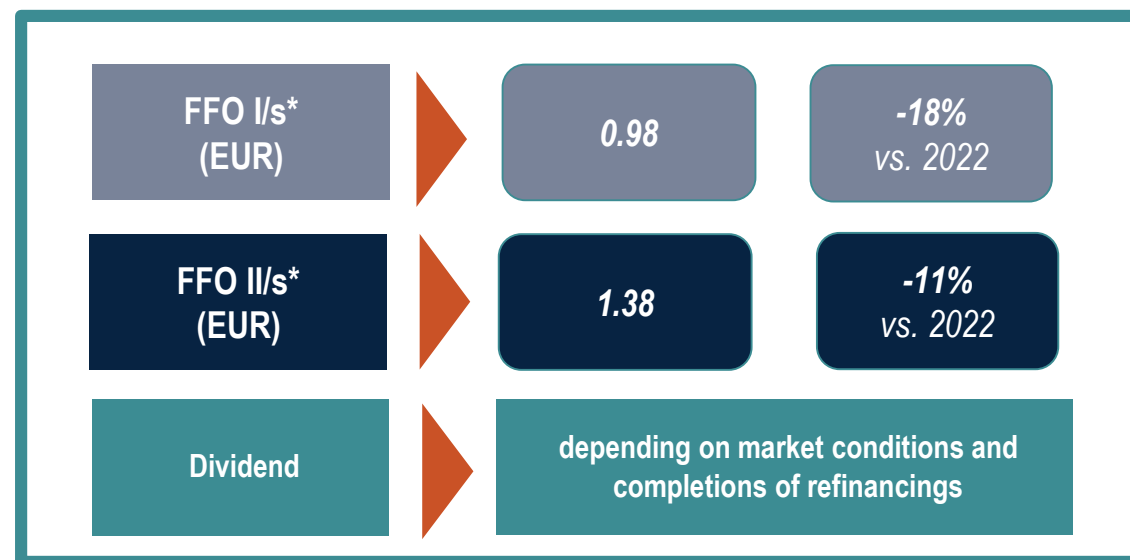 FFO I/s*
(EUR)
0.98
-18%
vs. 2022
FFO II/s*
(EUR)
1.38
-11%
vs. 2022
Dividend
depending on market conditions and
completions of refinancings